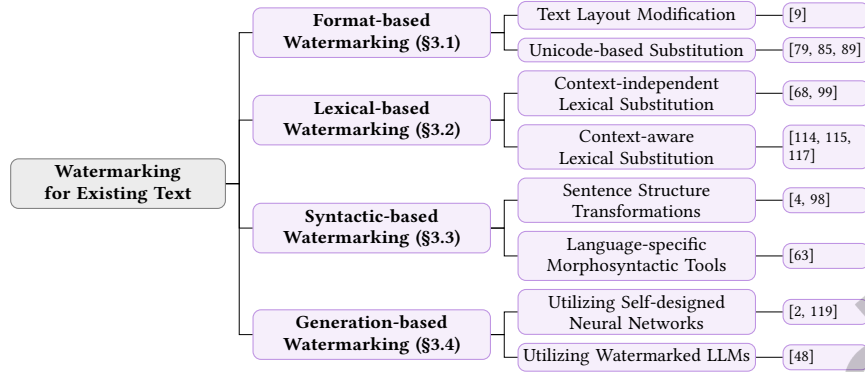 Watermarking
for Existing Text
Format-based
Watermarking (§3.1)
Text Layout Modification
[9]
Unicode-based Substitution
[79, 85, 89]
Lexical-based
Watermarking (§3.2)
Context-independent
Lexical Substitution
[68, 99]
Context-aware
Lexical Substitution
[114, 115,
117]
Syntactic-based
Watermarking (§3.3)
Sentence Structure
Transformations
[4, 98]
Language-specific
Morphosyntactic Tools
[63]
Generation-based
Watermarking (§3.4)
Utilizing Self-designed
Neural Networks
[2, 119]
Utilizing Watermarked LLMs
[48]